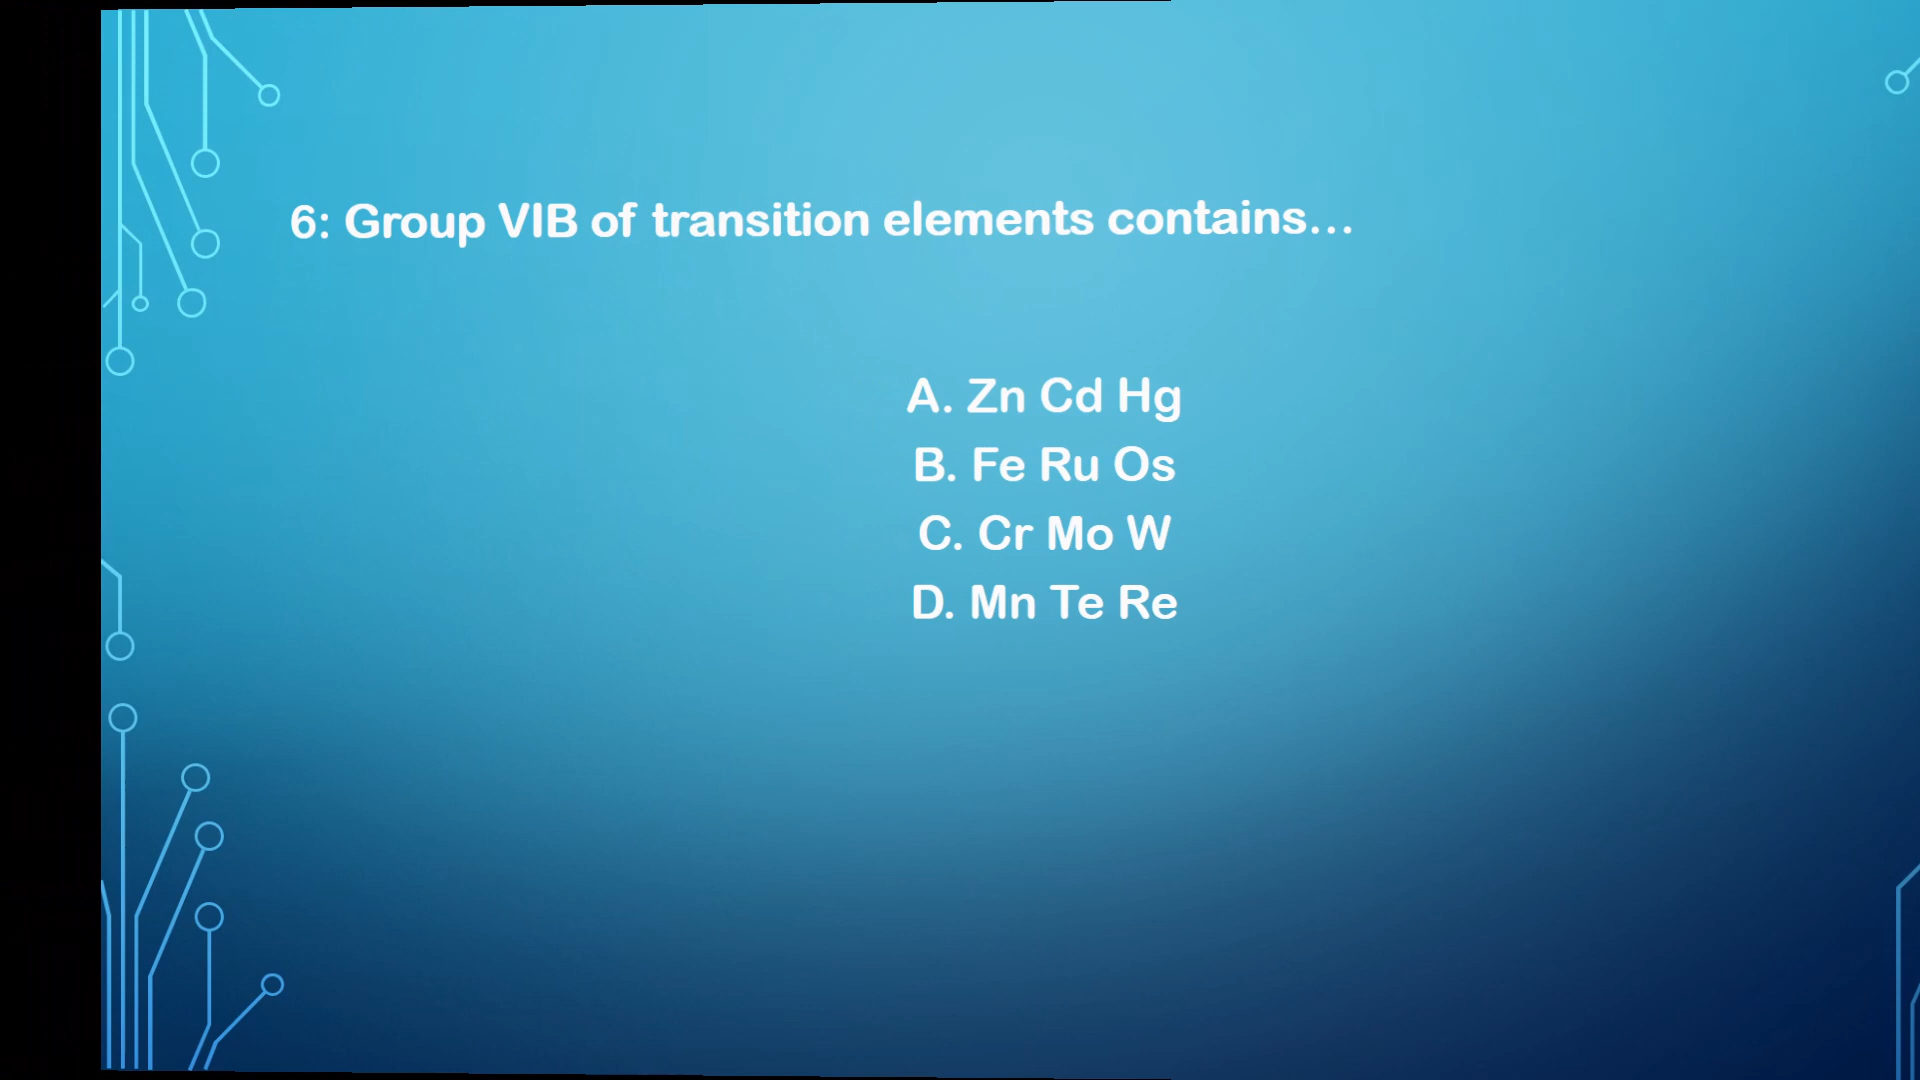 6: Group VIB of transition elements contains...
A. Zn Cd Hg
B. Fe Ru Os
C. Cr Mo W
D. Mn Te Re